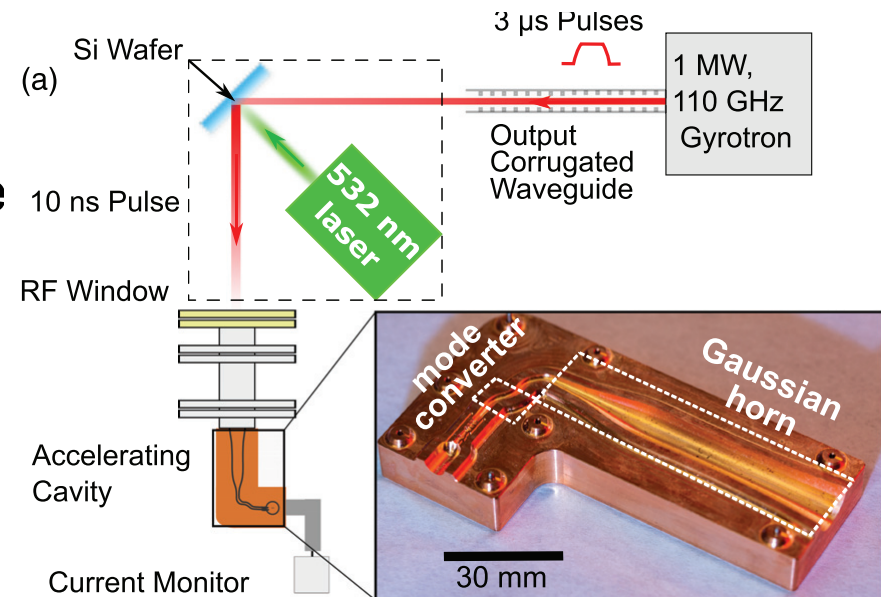 3 µs Pulses
Si Wafer
(a)
1 MW,
110 GHz
Gyrotron
Output
Corrugated
Waveguide
532 nm
laser
10 ns Pulse
RF Window
mode
converter
Gaussian
horn
Accelerating
Cavity
30 mm
Current Monitor